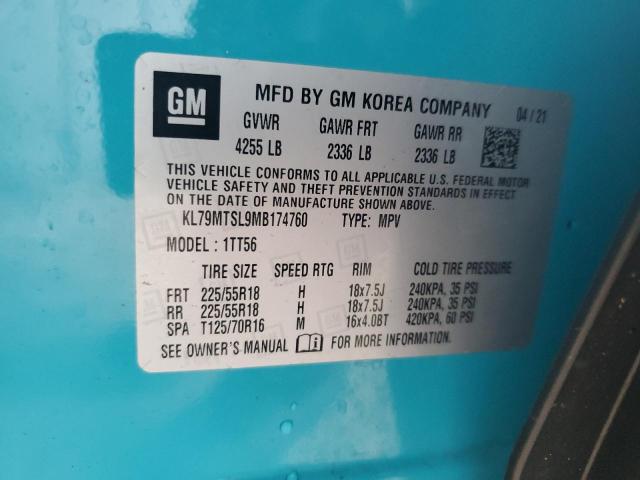 GM
MFD BY GM KOREA COMPANY 04/21
GVWR GAWR FRT GAWR RR
4255 LB 2336 LB 2336 LB
THIS VEHICLE CONFORMS TO ALL APPLICABLE U.S. FEDERAL MOTOR
VEHICLE SAFETY AND THEFT PREVENTION STANDARDS IN EFFECT
ON THE DATE OF MANUFACTURE SHOWN ABOVE.
KL79MTSL9MB174760 TYPE: MPV
MODEL: 1TT56
TIRE SIZE SPEED RTG RIM COLD TIRE PRESSURE
FRT 225/55R18 H 18x7.5J 240KPA, 35 PSI
RR 225/55R18 H 18x7.5J 240KPA, 35 PSI
SPA T125/70R16 M 16x4.0BT 420KPA, 60 PSI
SEE OWNER'S MANUAL FOR MORE INFORMATION.